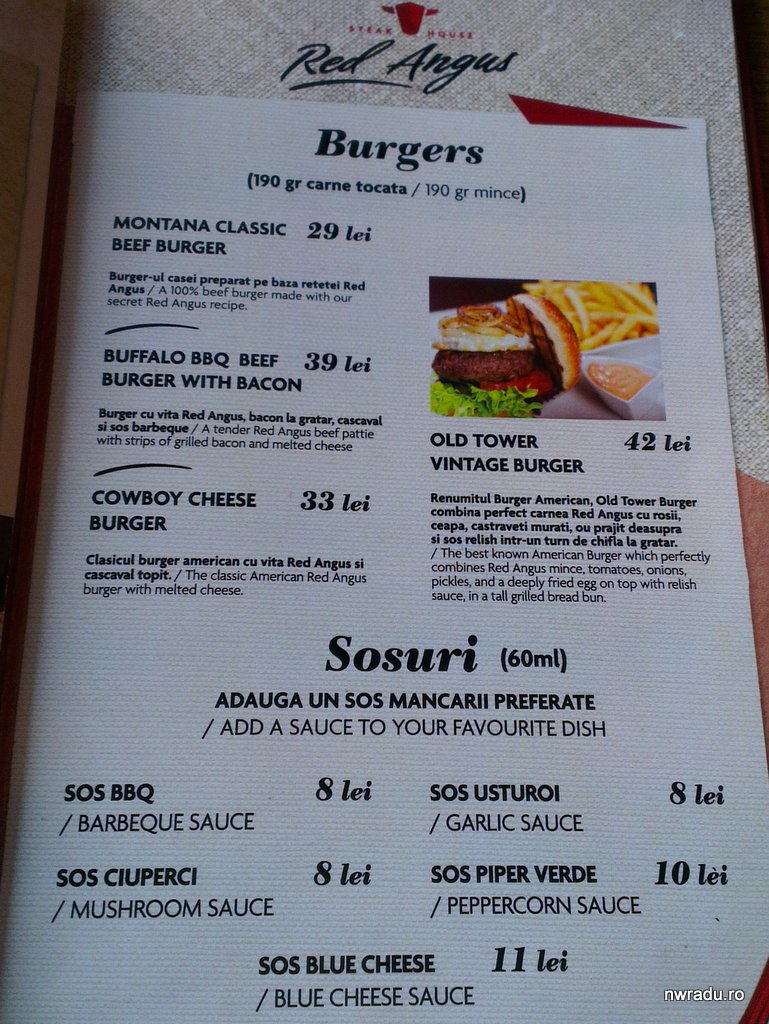 STEAK HOUSE
Red Angus
Burgers
(190 gr carne tocata / 190 gr mince)
MONTANA CLASSIC 29 lei
BEEF BURGER
Burger-ul casei preparat pe baza retetei Red
Angus / A 100% beef burger made with our
secret Red Angus recipe.
BUFFALO BBQ BEEF 39 lei
BURGER WITH BACON
Burger cu vita Red Angus, bacon la gratar, cascaval
si sos barbeque / A tender Red Angus beef pattie
with strips of grilled bacon and melted cheese
COWBOY CHEESE 33 lei
BURGER
Clasicul burger american cu vita Red Angus si
cascaval topit. / The classic American Red Angus
burger with melted cheese.
OLD TOWER 42 lei
VINTAGE BURGER
Renumitul Burger American, Old Tower Burger
combina perfect carnea Red Angus cu rosii,
ceapa, castraveti murati, ou prajit deasupra
si sos relish intr-un turn de chifla la gratar.
/ The best known American Burger which perfectly
combines Red Angus mince, tomatoes, onions,
pickles, and a deeply fried egg on top with relish
sauce, in a tall grilled bread bun.
Sosuri (60ml)
ADAUGA UN SOS MANCARII PREFERATE
/ ADD A SAUCE TO YOUR FAVOURITE DISH
SOS BBQ 8 lei
/ BARBEQUE SAUCE
SOS USTUROI 8 lei
/ GARLIC SAUCE
SOS CIUPERCI 8 lei
/ MUSHROOM SAUCE
SOS PIPER VERDE 10 lei
/ PEPPERCORN SAUCE
SOS BLUE CHEESE 11 lei
/ BLUE CHEESE SAUCE
nwradu.ro